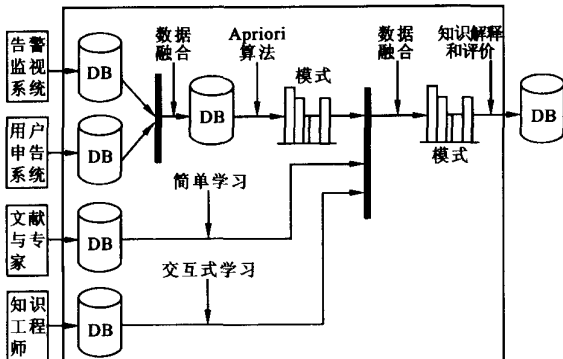 告警
监视
系统
DB
数据
融合
DB
Apriori
算法
模式
数据
融合
知识解释
和评价
模式
DB
用户
申告
系统
DB
简单学习
文献
与专
家
DB
交互式学习
知识
工程
师
DB